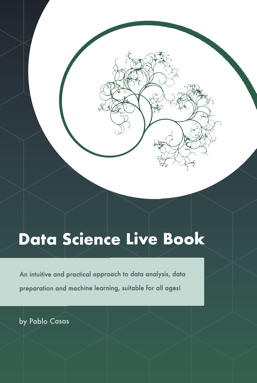 Data Science Live Book
An intuitive and practical approach to data analysis, data
preparation and machine learning, suitable for all ages!
by Pablo Casas